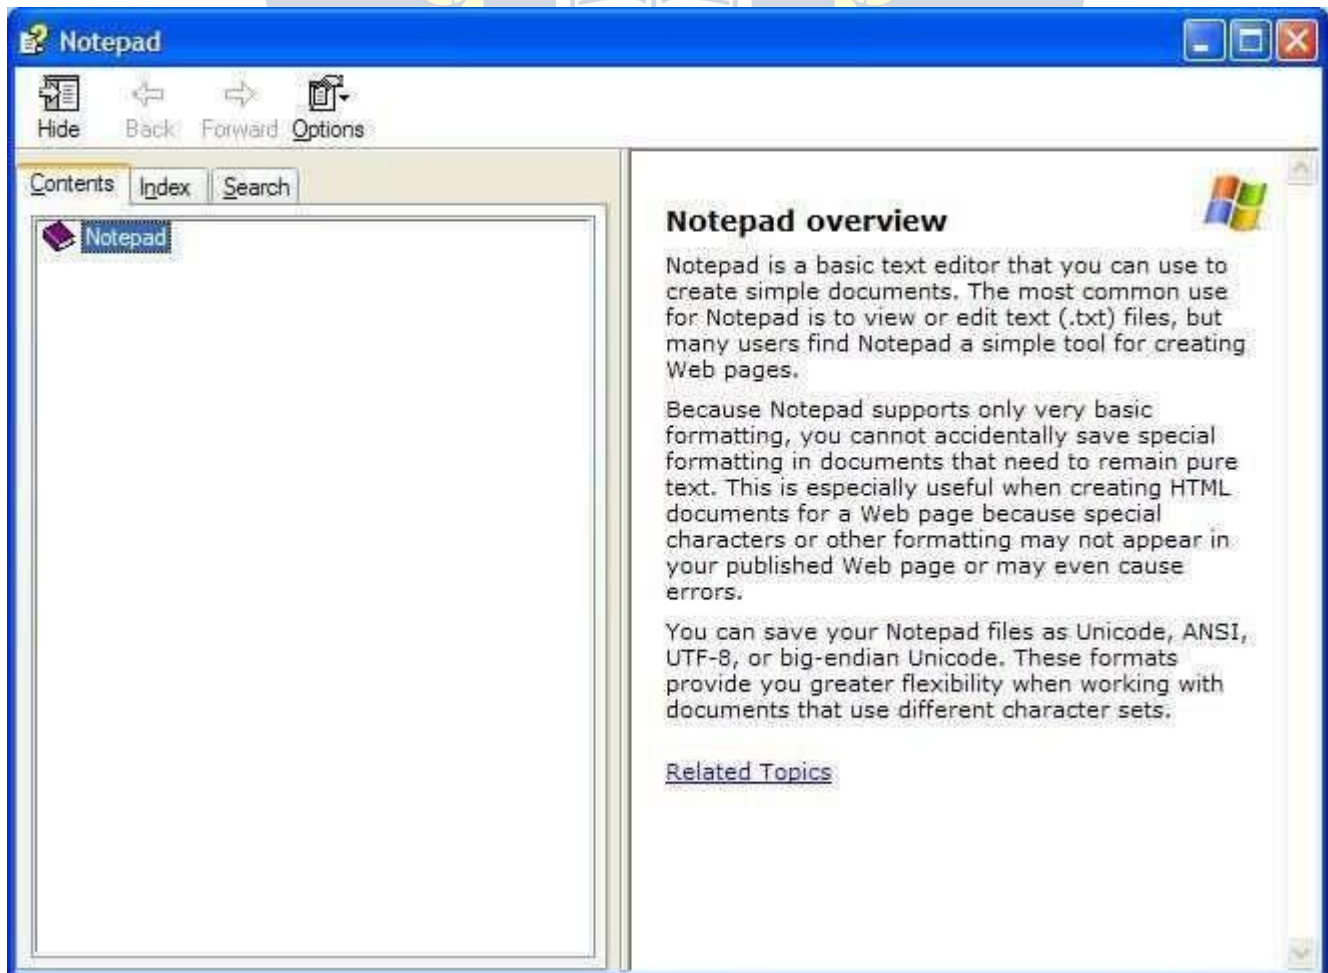 Notepad
Hide Back Forward Options
Contents Index Search
Notepad
Notepad overview
Notepad is a basic text editor that you can use to
create simple documents. The most common use
for Notepad is to view or edit text (.txt) files, but
many users find Notepad a simple tool for creating
Web pages.
Because Notepad supports only very basic
formatting, you cannot accidentally save special
formatting in documents that need to remain pure
text. This is especially useful when creating HTML
documents for a Web page because special
characters or other formatting may not appear in
your published Web page or may even cause
errors.
You can save your Notepad files as Unicode, ANSI,
UTF-8, or big-endian Unicode. These formats
provide you greater flexibility when working with
documents that use different character sets.
Related Topics